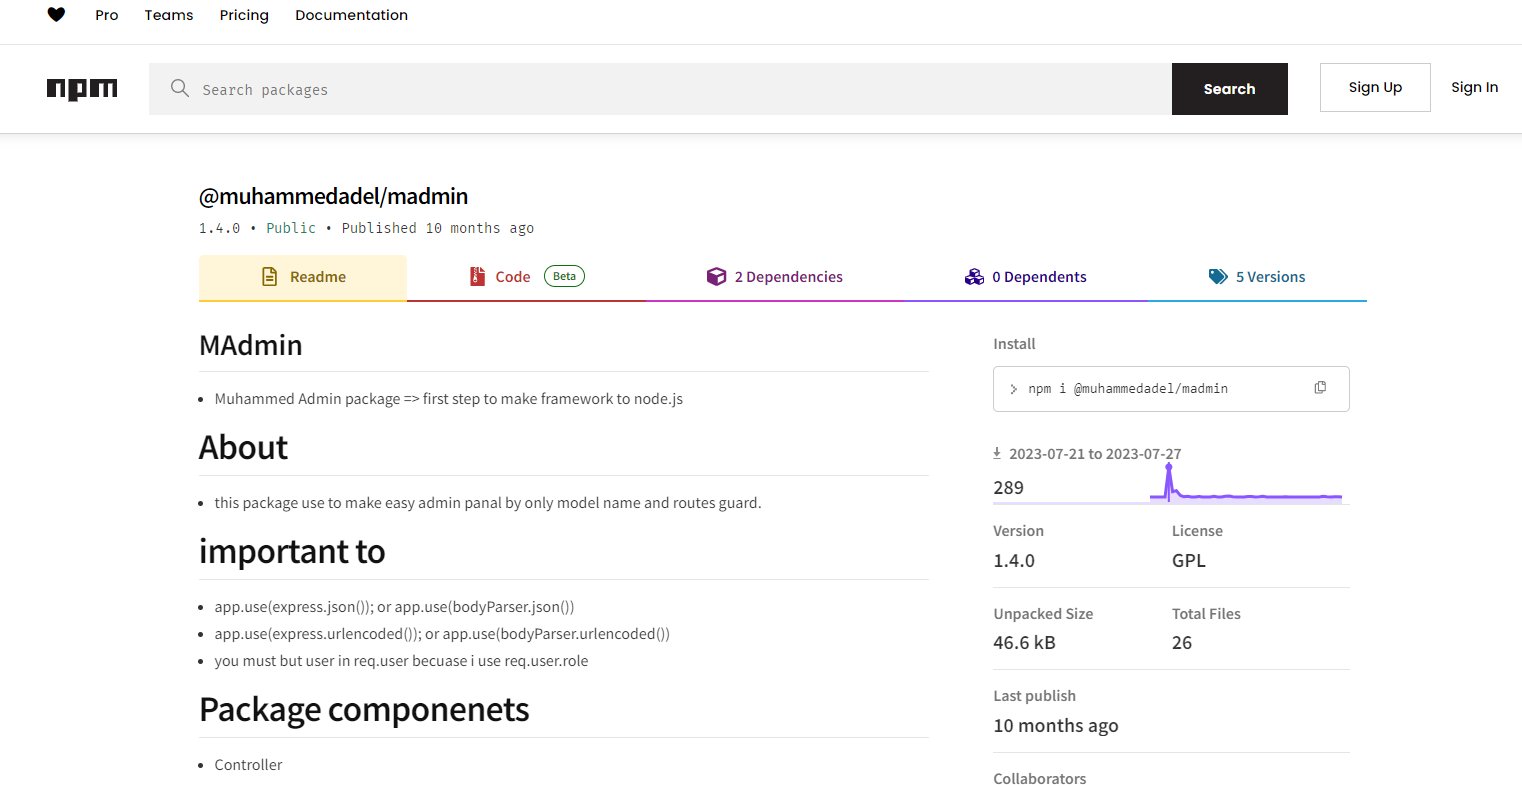 Pro Teams Pricing Documentation
npm Search packages Search Sign Up Sign In
@muhammedadel/madmin
1.4.0 • Public • Published 10 months ago
Readme Code Beta 2 Dependencies 0 Dependents 5 Versions
MAdmin
Muhammed Admin package => first step to make framework to node.js
About
this package use to make easy admin panal by only model name and routes guard.
important to
app.use(express.json()); or app.use(bodyParser.json())
app.use(express.urlencoded()); or app.use(bodyParser.urlencoded())
you must but user in req.user becuase i use req.user.role
Package componenets
Controller
Install
npm i @muhammedadel/madmin
2023-07-21 to 2023-07-27
289
Version License
1.4.0 GPL
Unpacked Size Total Files
46.6 kB 26
Last publish
10 months ago
Collaborators